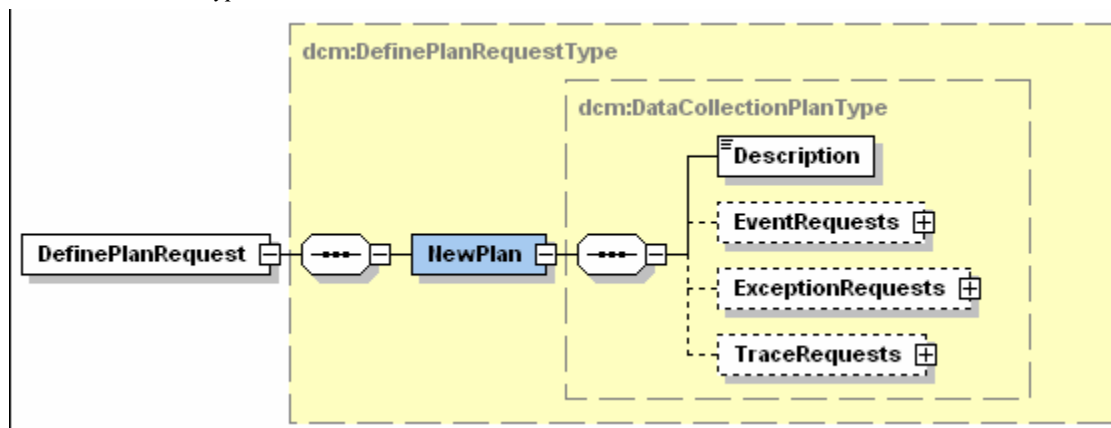 dcm:DefinePlanRequestType
dcm:DataCollectionPlanType
Description
EventRequests
DefinePlanRequest
NewPlan
ExceptionRequests
TraceRequests